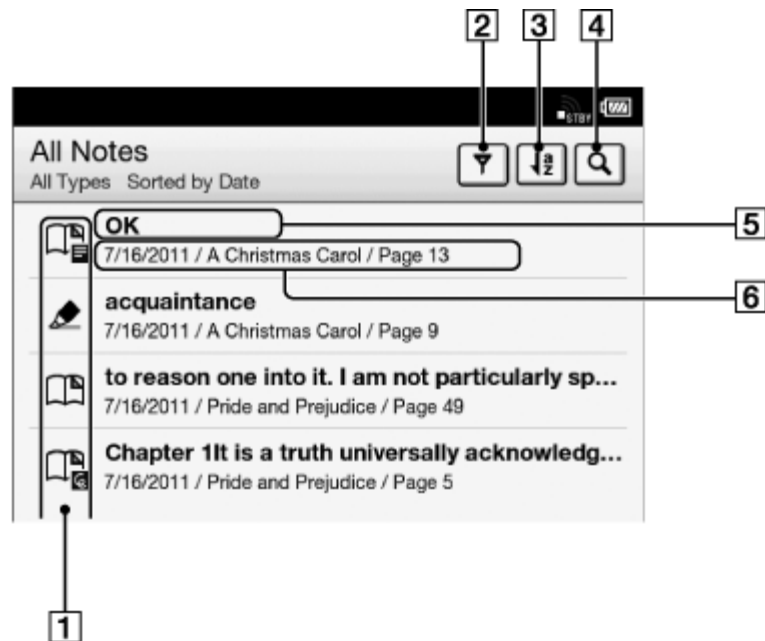 2 3 4
STBY
All Notes
All Types Sorted by Date
a
z
OK
5
7/16/2011 / A Christmas Carol / Page 13
6
acquaintance
7/16/2011 / A Christmas Carol / Page 9
to reason one into it. I am not particularly sp...
7/16/2011 / Pride and Prejudice / Page 49
Chapter 1It is a truth universally acknowledg...
7/16/2011 / Pride and Prejudice / Page 5
1